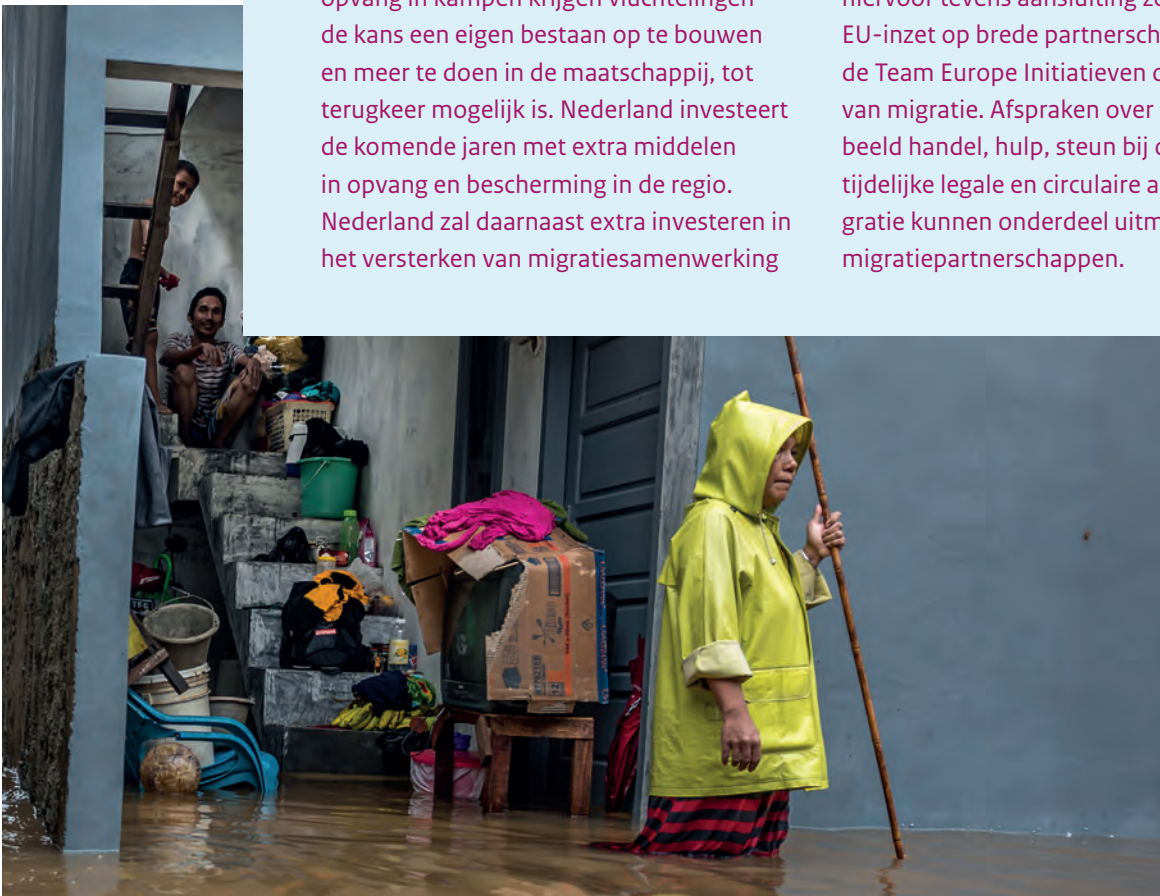 opvang in kampen krijgen vluchtelingen
de kans een eigen bestaan op te bouwen
en meer te doen in de maatschappij, tot
terugkeer mogelijk is. Nederland investeert
de komende jaren met extra middelen
in opvang en bescherming in de regio.
Nederland zal daarnaast extra investeren in
het versterken van migratiesamenwerking
hiervoor tevens aansluiting
EU-inzet op brede
de Team Europe Initiatieven
van migratie. Afspraken over
beeld handel, hulp, steun bij
tijdelijke legale en circulaire
gratie kunnen onderdeel
migratiepartnerschappen.